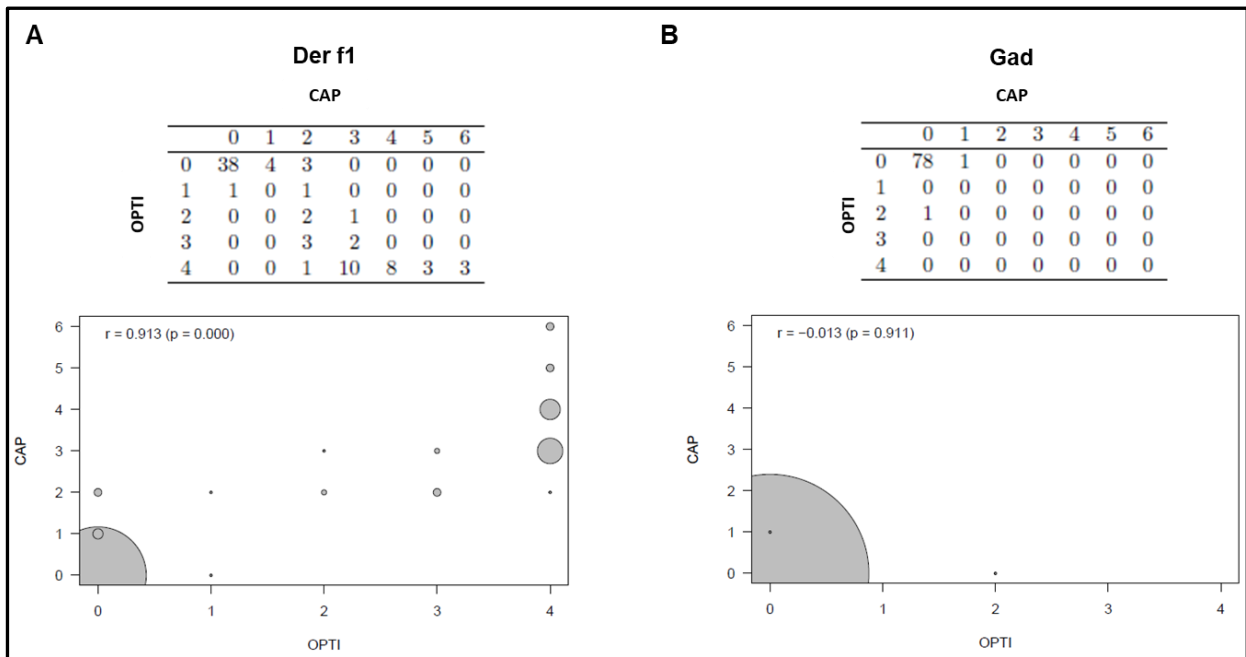 A
Der f1
CAP
0 1 2 3 4 5 6
0 38 4 3 0 0 0 0
1 1 0 1 0 0 0 0
2 0 0 2 1 0 0 0
3 0 0 3 2 0 0 0
4 0 0 1 10 8 3 3
OPTI
r = 0.913 (p = 0.000)
6
5
4
3
2
1
0
CAP
0 1 2 3 4
OPTI
B
Gad
CAP
0 1 2 3 4 5 6
0 78 1 0 0 0 0 0
1 0 0 0 0 0 0 0
2 1 0 0 0 0 0 0
3 0 0 0 0 0 0 0
4 0 0 0 0 0 0 0
OPTI
r = −0.013 (p = 0.911)
6
5
4
3
2
1
0
CAP
0 1 2 3 4
OPTI